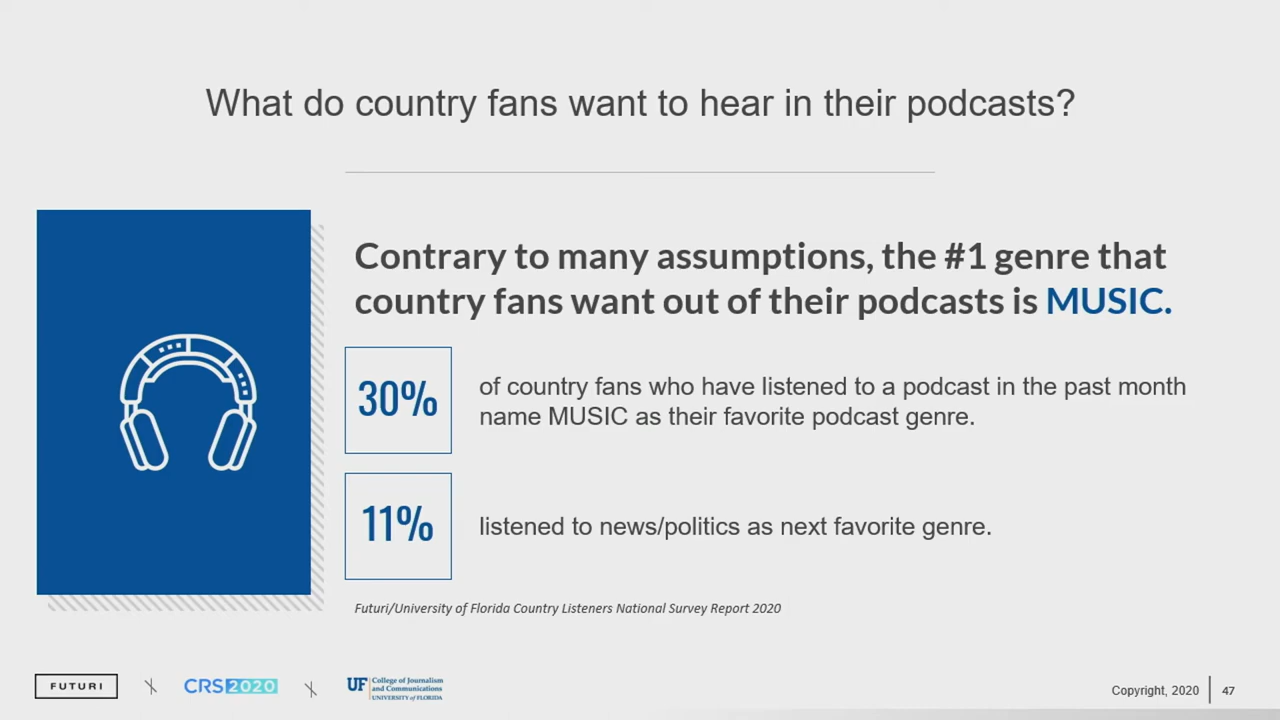 What do country fans want to hear in their podcasts?
Contrary to many assumptions, the #1 genre that
country fans want out of their podcasts is MUSIC.
30%
of country fans who have listened to a podcast in the past month
name MUSIC as their favorite podcast genre.
11%
listened to news/politics as next favorite genre.
Futuri/University of Florida Country Listeners National Survey Report 2020
FUTURI
CRS2020
UF College of Journalism
and Communications
UNIVERSITY of FLORIDA
Copyright, 2020
47